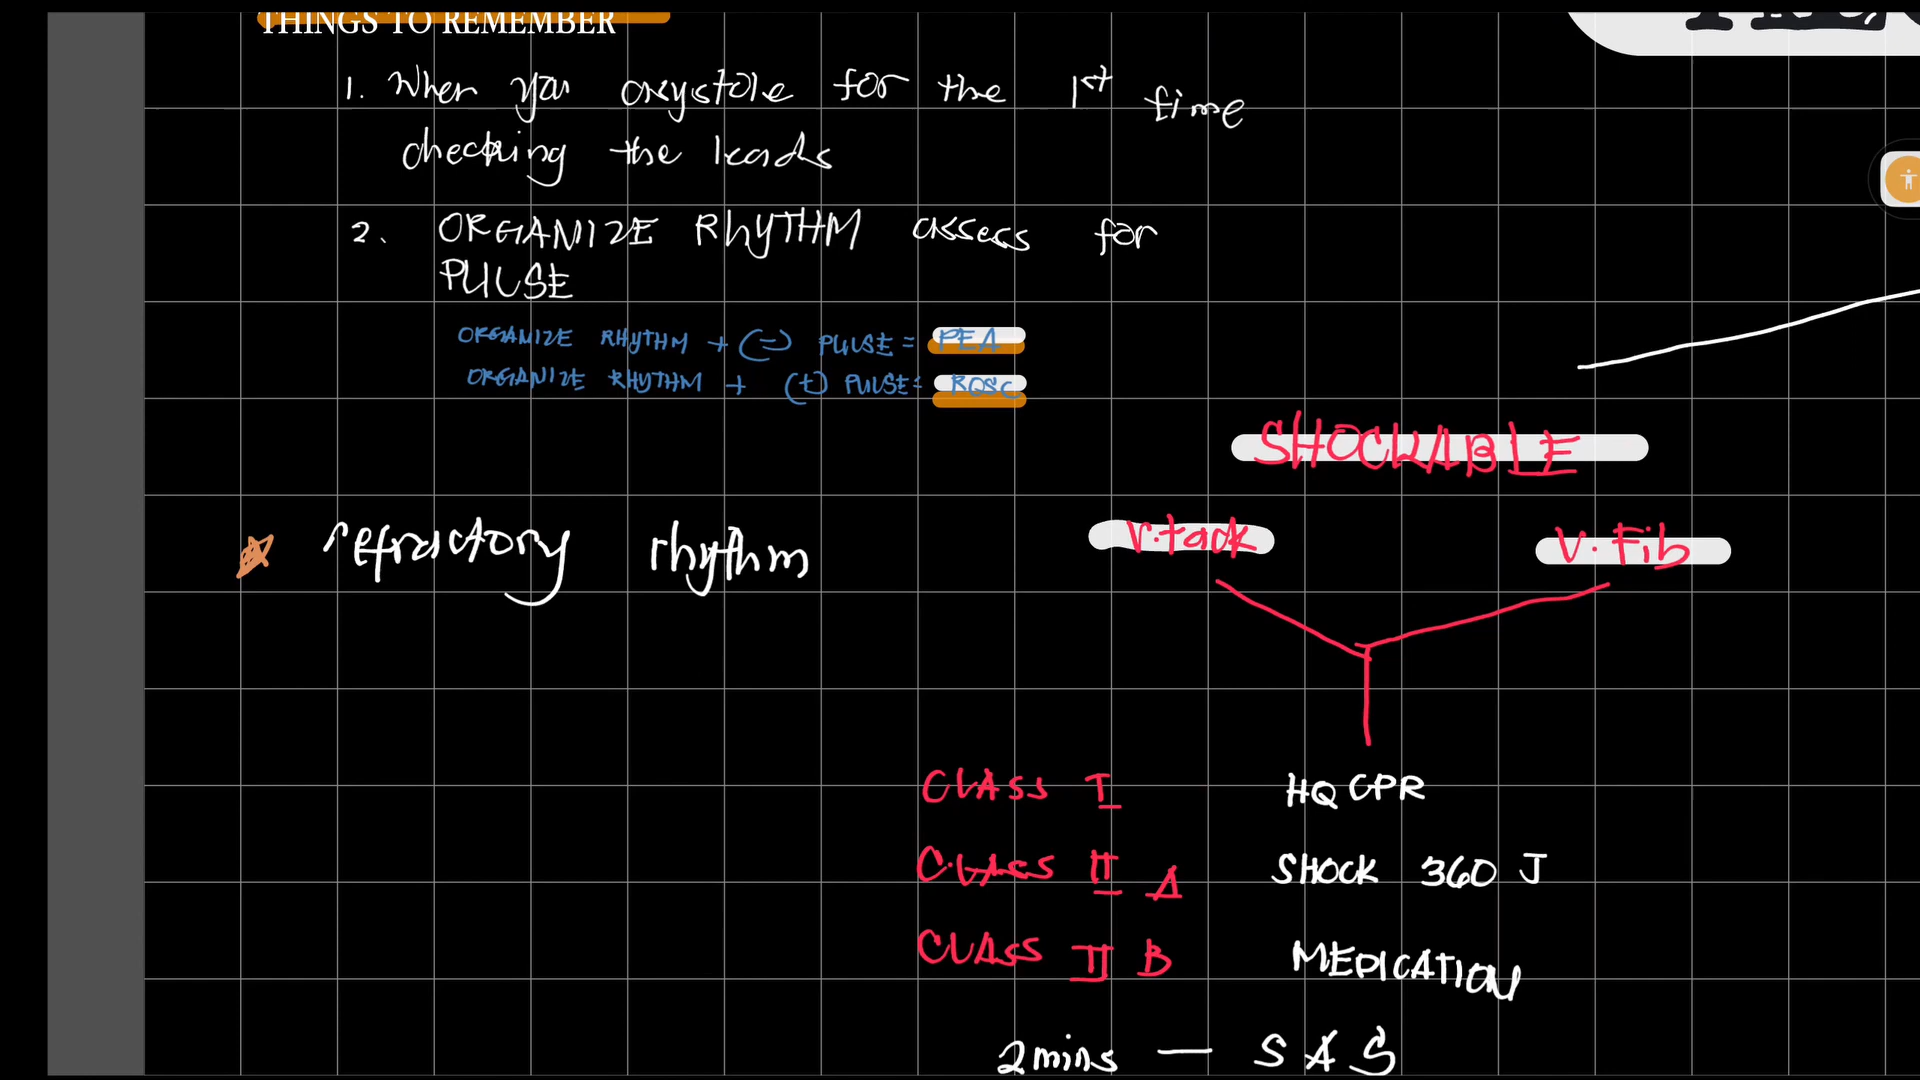 THINGS TO REMEMBER
1. When you asystole for the 1st time
checking the leads
2. ORGANIZE RHYTHM assess for
PULSE
ORGANIZE RHYTHM + (-) PULSE = PEA
ORGANIZE RHYTHM + (+) PULSE = ROSC
SHOCKABLE
refractory rhythm
V.tack V.Fib
CLASS I HQ CPR
CLASS II A SHOCK 360 J
CLASS II B MEDICATION
2mins — SAS